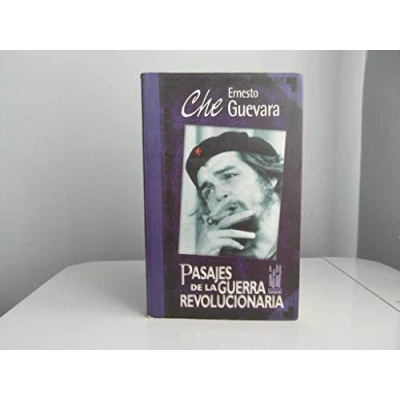 Che Ernesto
Guevara
PASAJES
DE LA GUERRA
REVOLUCIONARIA